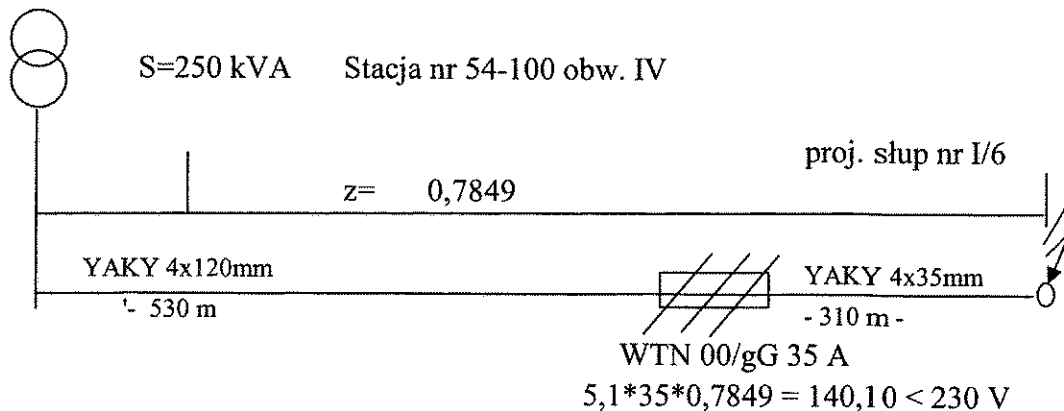 S=250 kVA Stacja nr 54-100 obw. IV
proj. słup nr I/6
z= 0,7849
YAKY 4x120mm YAKY 4x35mm
'- 530 m - 310 m -
WTN 00/gG 35 A
5,1*35*0,7849 = 140,10 < 230 V